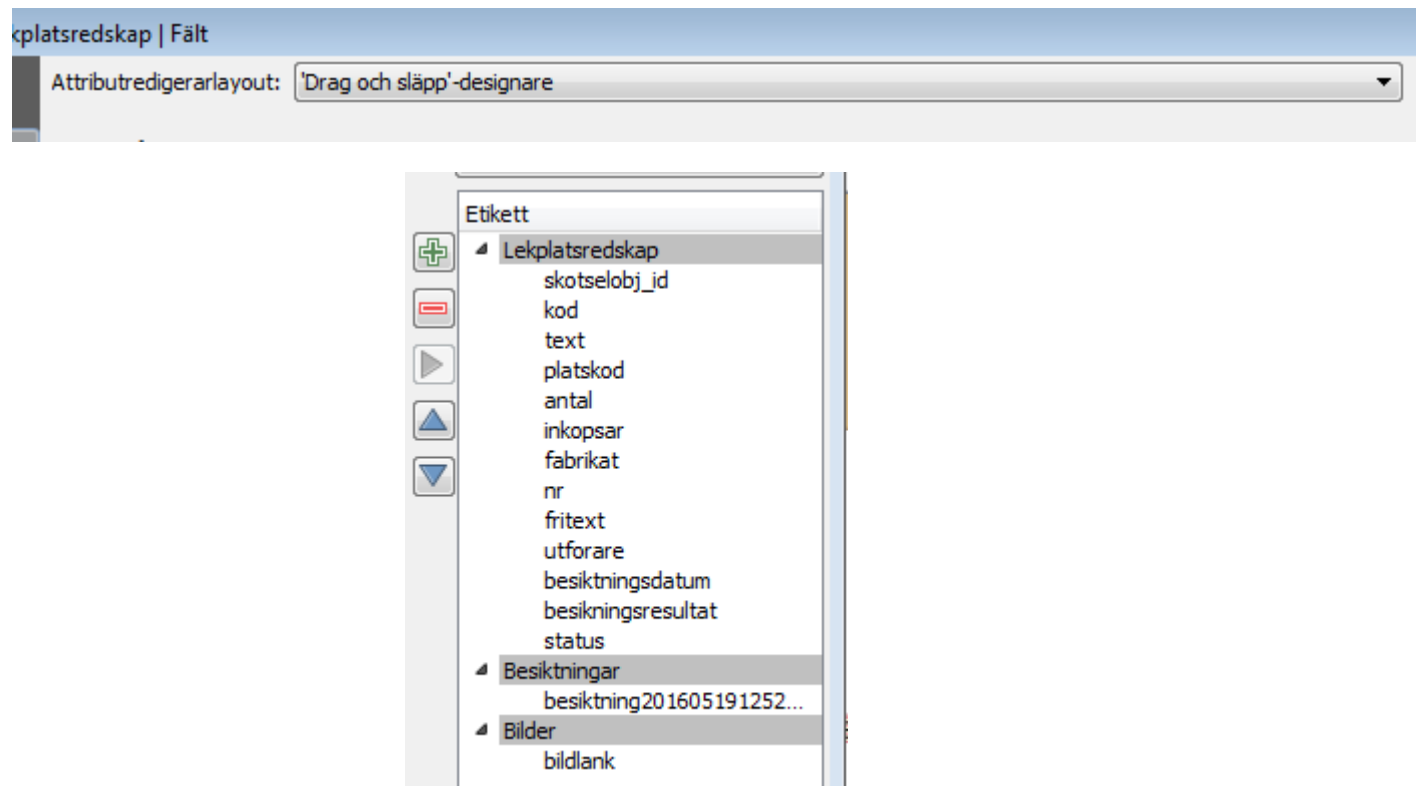 kplatsredskap | Fält
Attributredigerarlayout: 'Drag och släpp'-designare
Etikett
Lekplatsredskap
skotselobj_id
kod
text
platskod
antal
inkopsar
fabrikat
nr
fritext
utforare
besiktningsdatum
besikningsresultat
status
Besiktningar
besiktning201605191252...
Bilder
bildlank